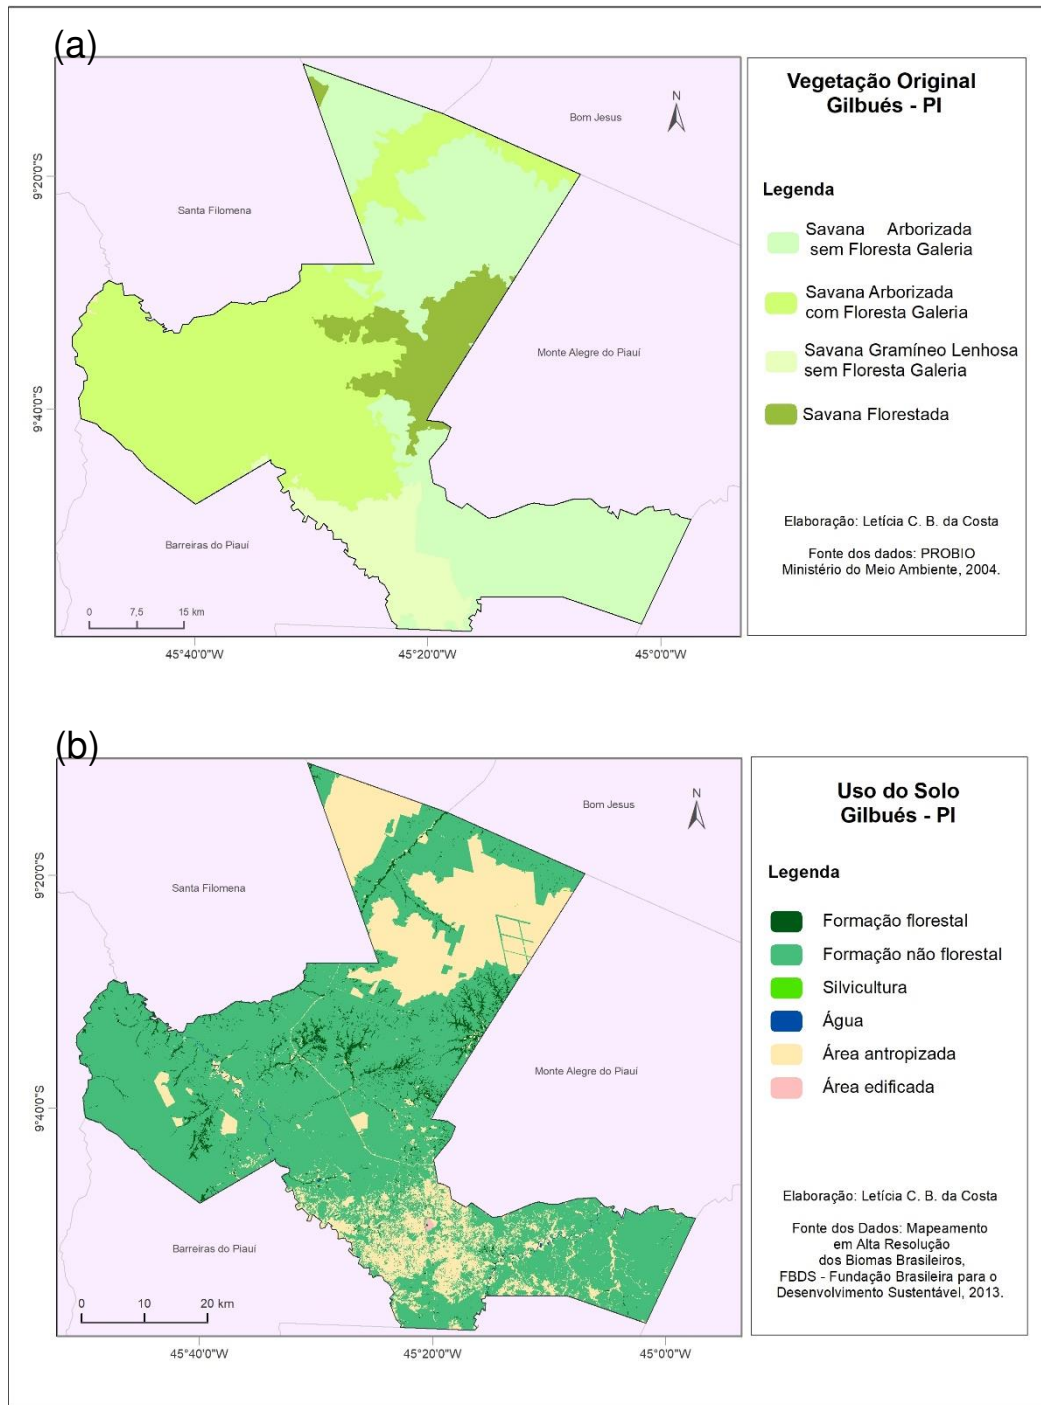 (a)
Vegetação Original
Gilbués - PI
N
Bom Jesus
Santa Filomena
Monte Alegre do Piauí
Barreiras do Piauí
9°20'0"S
9°40'0"S
0 7,5 15 km
45°40'0"W 45°20'0"W 45°0'0"W
Legenda
Savana Arborizada
sem Floresta Galeria
Savana Arborizada
com Floresta Galeria
Savana Gramíneo Lenhosa
sem Floresta Galeria
Savana Florestada
Elaboração: Letícia C. B. da Costa
Fonte dos dados: PROBIO
Ministério do Meio Ambiente, 2004.
(b)
Uso do Solo
Gilbués - PI
N
Bom Jesus
Santa Filomena
Monte Alegre do Piauí
Barreiras do Piauí
9°20'0"S
9°40'0"S
0 10 20 km
45°40'0"W 45°20'0"W 45°0'0"W
Legenda
Formação florestal
Formação não florestal
Silvicultura
Água
Área antropizada
Área edificada
Elaboração: Letícia C. B. da Costa
Fonte dos Dados: Mapeamento
em Alta Resolução
dos Biomas Brasileiros,
FBDS - Fundação Brasileira para o
Desenvolvimento Sustentável, 2013.